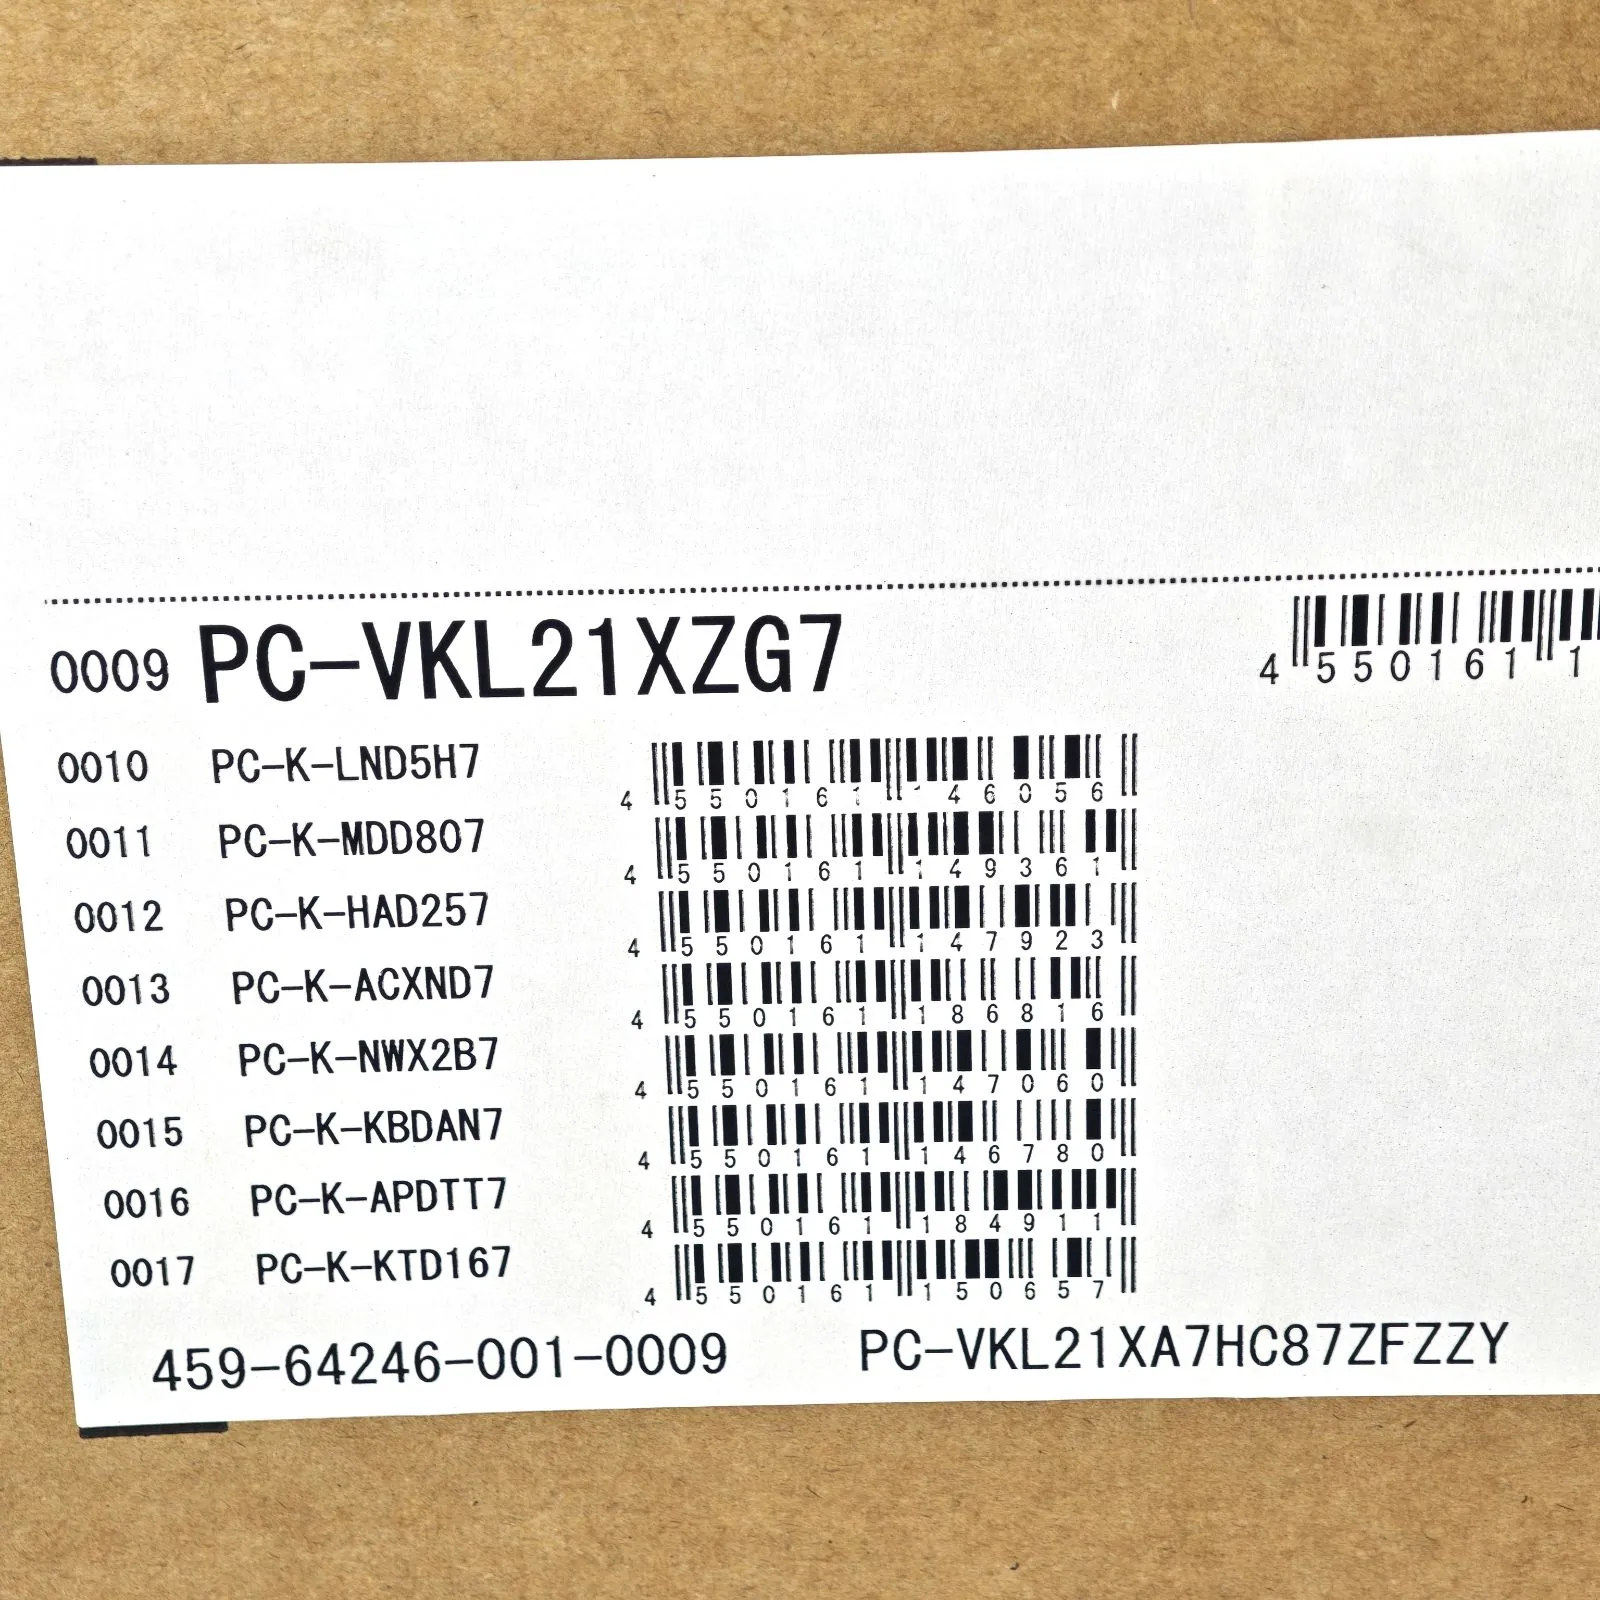 0009 PC-VKL21XZG7 4 550161 1
0010 PC-K-LND5H7 4 550161 146056
0011 PC-K-MDD807 4 550161 149361
0012 PC-K-HAD257 4 550161 147923
0013 PC-K-ACXND7 4 550161 186816
0014 PC-K-NWX2B7 4 550161 147060
0015 PC-K-KBDAN7 4 550161 146780
0016 PC-K-APDTT7 4 550161 184911
0017 PC-K-KTD167 4 550161 150657
459-64246-001-0009 PC-VKL21XA7HC87ZFZZY